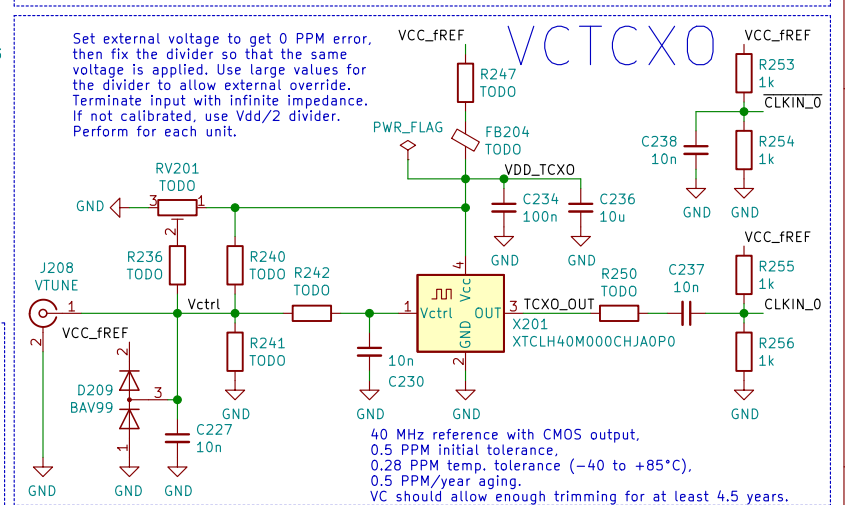 Set external voltage to get 0 PPM error,
then fix the divider so that the same
voltage is applied. Use large values for
the divider to allow external override.
Terminate input with infinite impedance.
If not calibrated, use Vdd/2 divider.
Perform for each unit.
VCC_fREF
VCTCXO
VCC_fREF
R247
TODO
R253
1k
CLKIN_0
PWR_FLAG
FB204
TODO
C238
10n
R254
1k
VDD_TCXO
RV201
TODO
GND
3
1
2
C234
100n
C236
10u
GND
GND
GND
GND
VCC_fREF
R236
TODO
R240
TODO
R242
TODO
4
Vcc
R250
TODO
C237
10n
R255
1k
J208
VTUNE
1
2
Vctrl
1
Vctrl
OUT
3
TCXO_OUT
CLKIN_0
GND
2
X201
XTCLH40M000CHJA0P0
VCC_fREF
R241
TODO
10n
C230
R256
1k
2
D209
BAV99
3
1
GND
GND
GND
GND
C227
10n
GND
GND
GND
40 MHz reference with CMOS output,
0.5 PPM initial tolerance,
0.28 PPM temp. tolerance (−40 to +85°C),
0.5 PPM/year aging.
VC should allow enough trimming for at least 4.5 years.